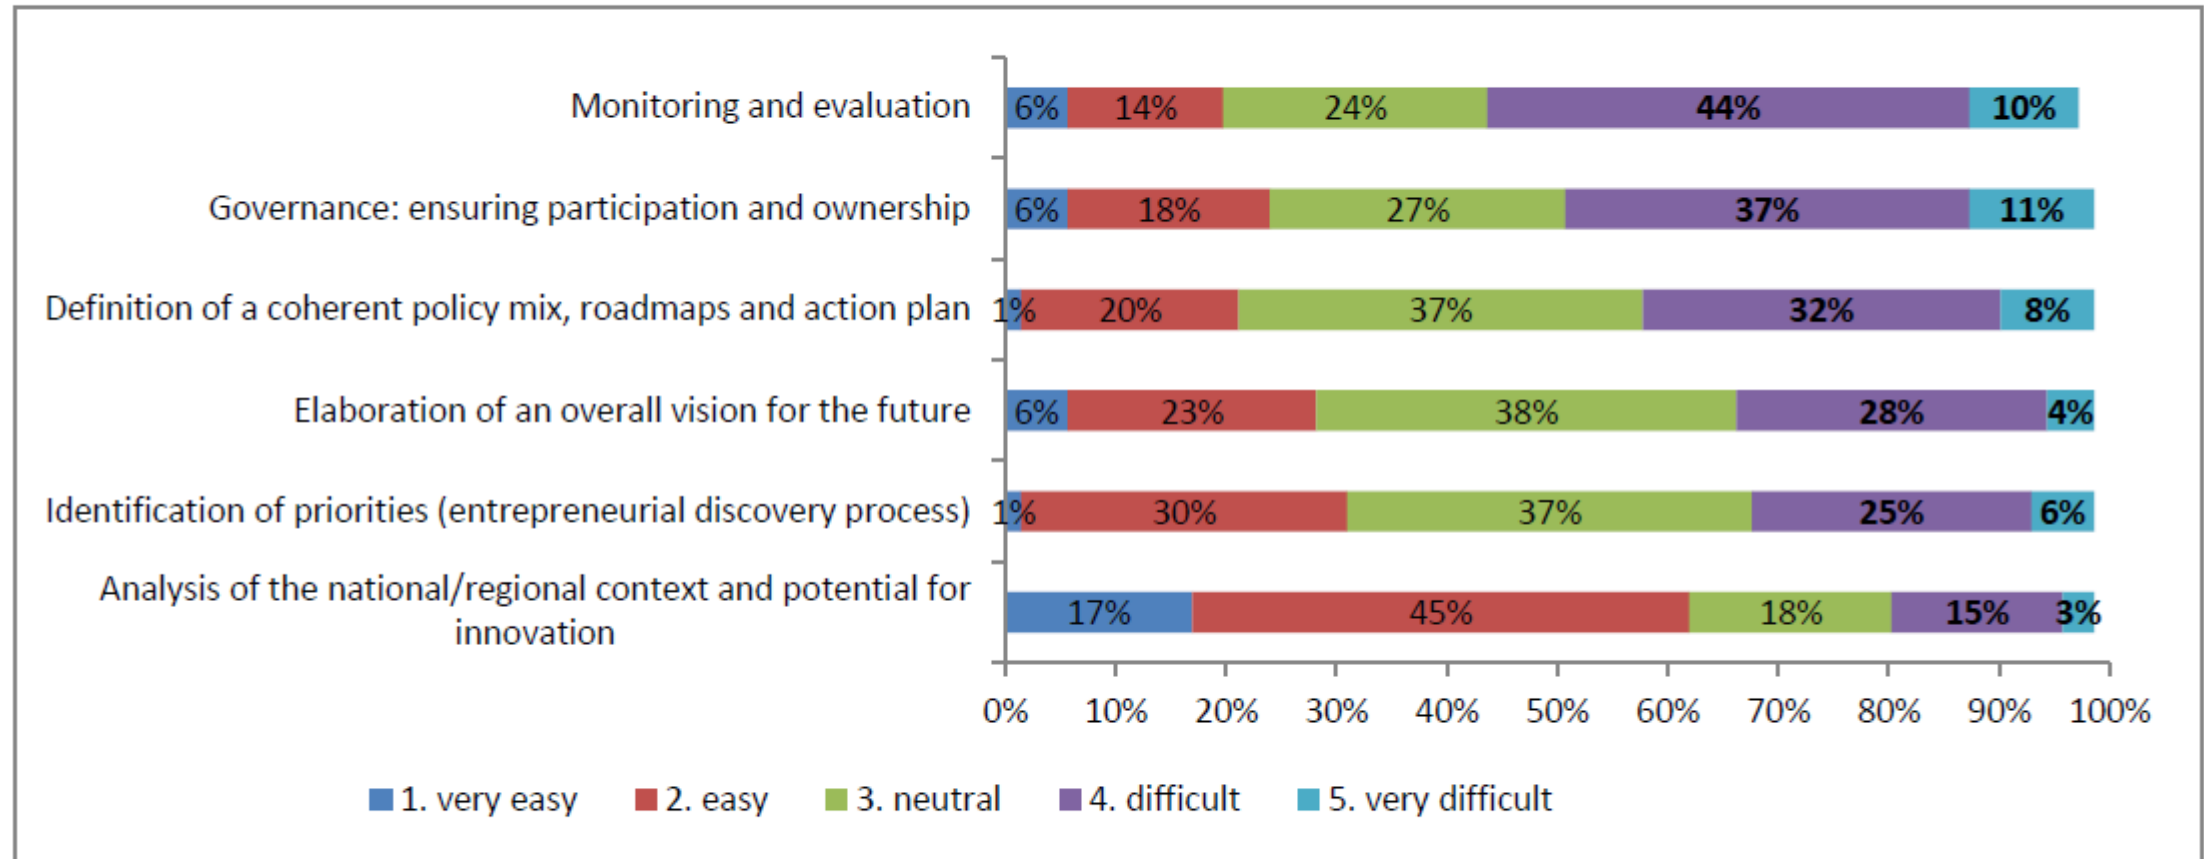 Monitoring and evaluation 6% 14% 24% 44% 10%
Governance: ensuring participation and ownership 6% 18% 27% 37% 11%
Definition of a coherent policy mix, roadmaps and action plan 1% 20% 37% 32% 8%
Elaboration of an overall vision for the future 6% 23% 38% 28% 4%
Identification of priorities (entrepreneurial discovery process) 1% 30% 37% 25% 6%
Analysis of the national/regional context and potential for
innovation 17% 45% 18% 15% 3%
0% 10% 20% 30% 40% 50% 60% 70% 80% 90% 100%
1. very easy 2. easy 3. neutral 4. difficult 5. very difficult